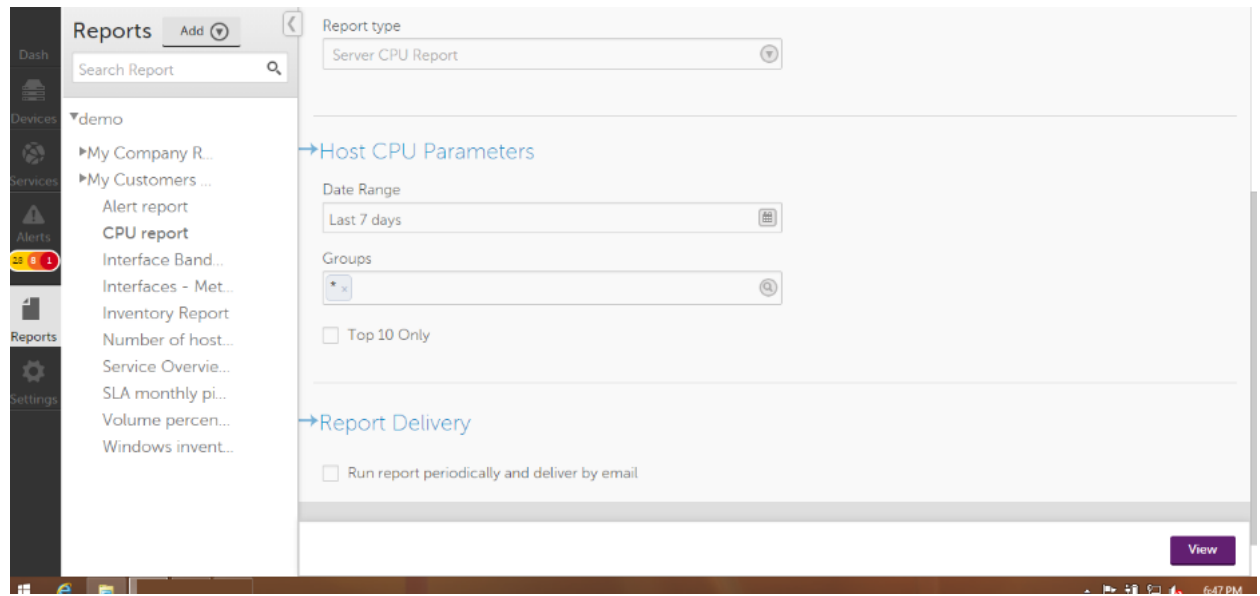 Dash
Devices
Services
Alerts
28 8 1
Reports
Settings
Reports
Add
Search Report
demo
My Company R...
My Customers ...
Alert report
CPU report
Interface Band...
Interfaces - Met...
Inventory Report
Number of host...
Service Overvie...
SLA monthly pi...
Volume percen...
Windows invent...
Report type
Server CPU Report
Host CPU Parameters
Date Range
Last 7 days
Groups
* ×
Top 10 Only
Report Delivery
Run report periodically and deliver by email
View
6:47 PM